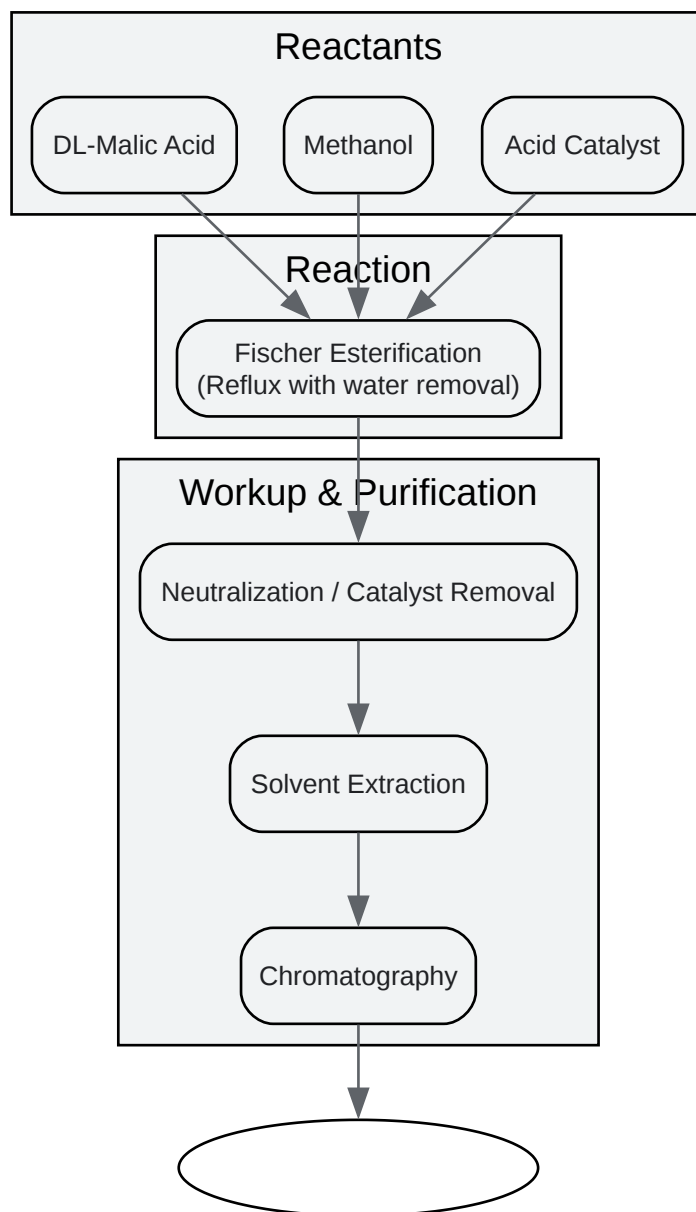 Reactants
DL-Malic Acid
Methanol
Acid Catalyst
Reaction
Fischer Esterification
(Reflux with water removal)
Workup & Purification
Neutralization / Catalyst Removal
Solvent Extraction
Chromatography